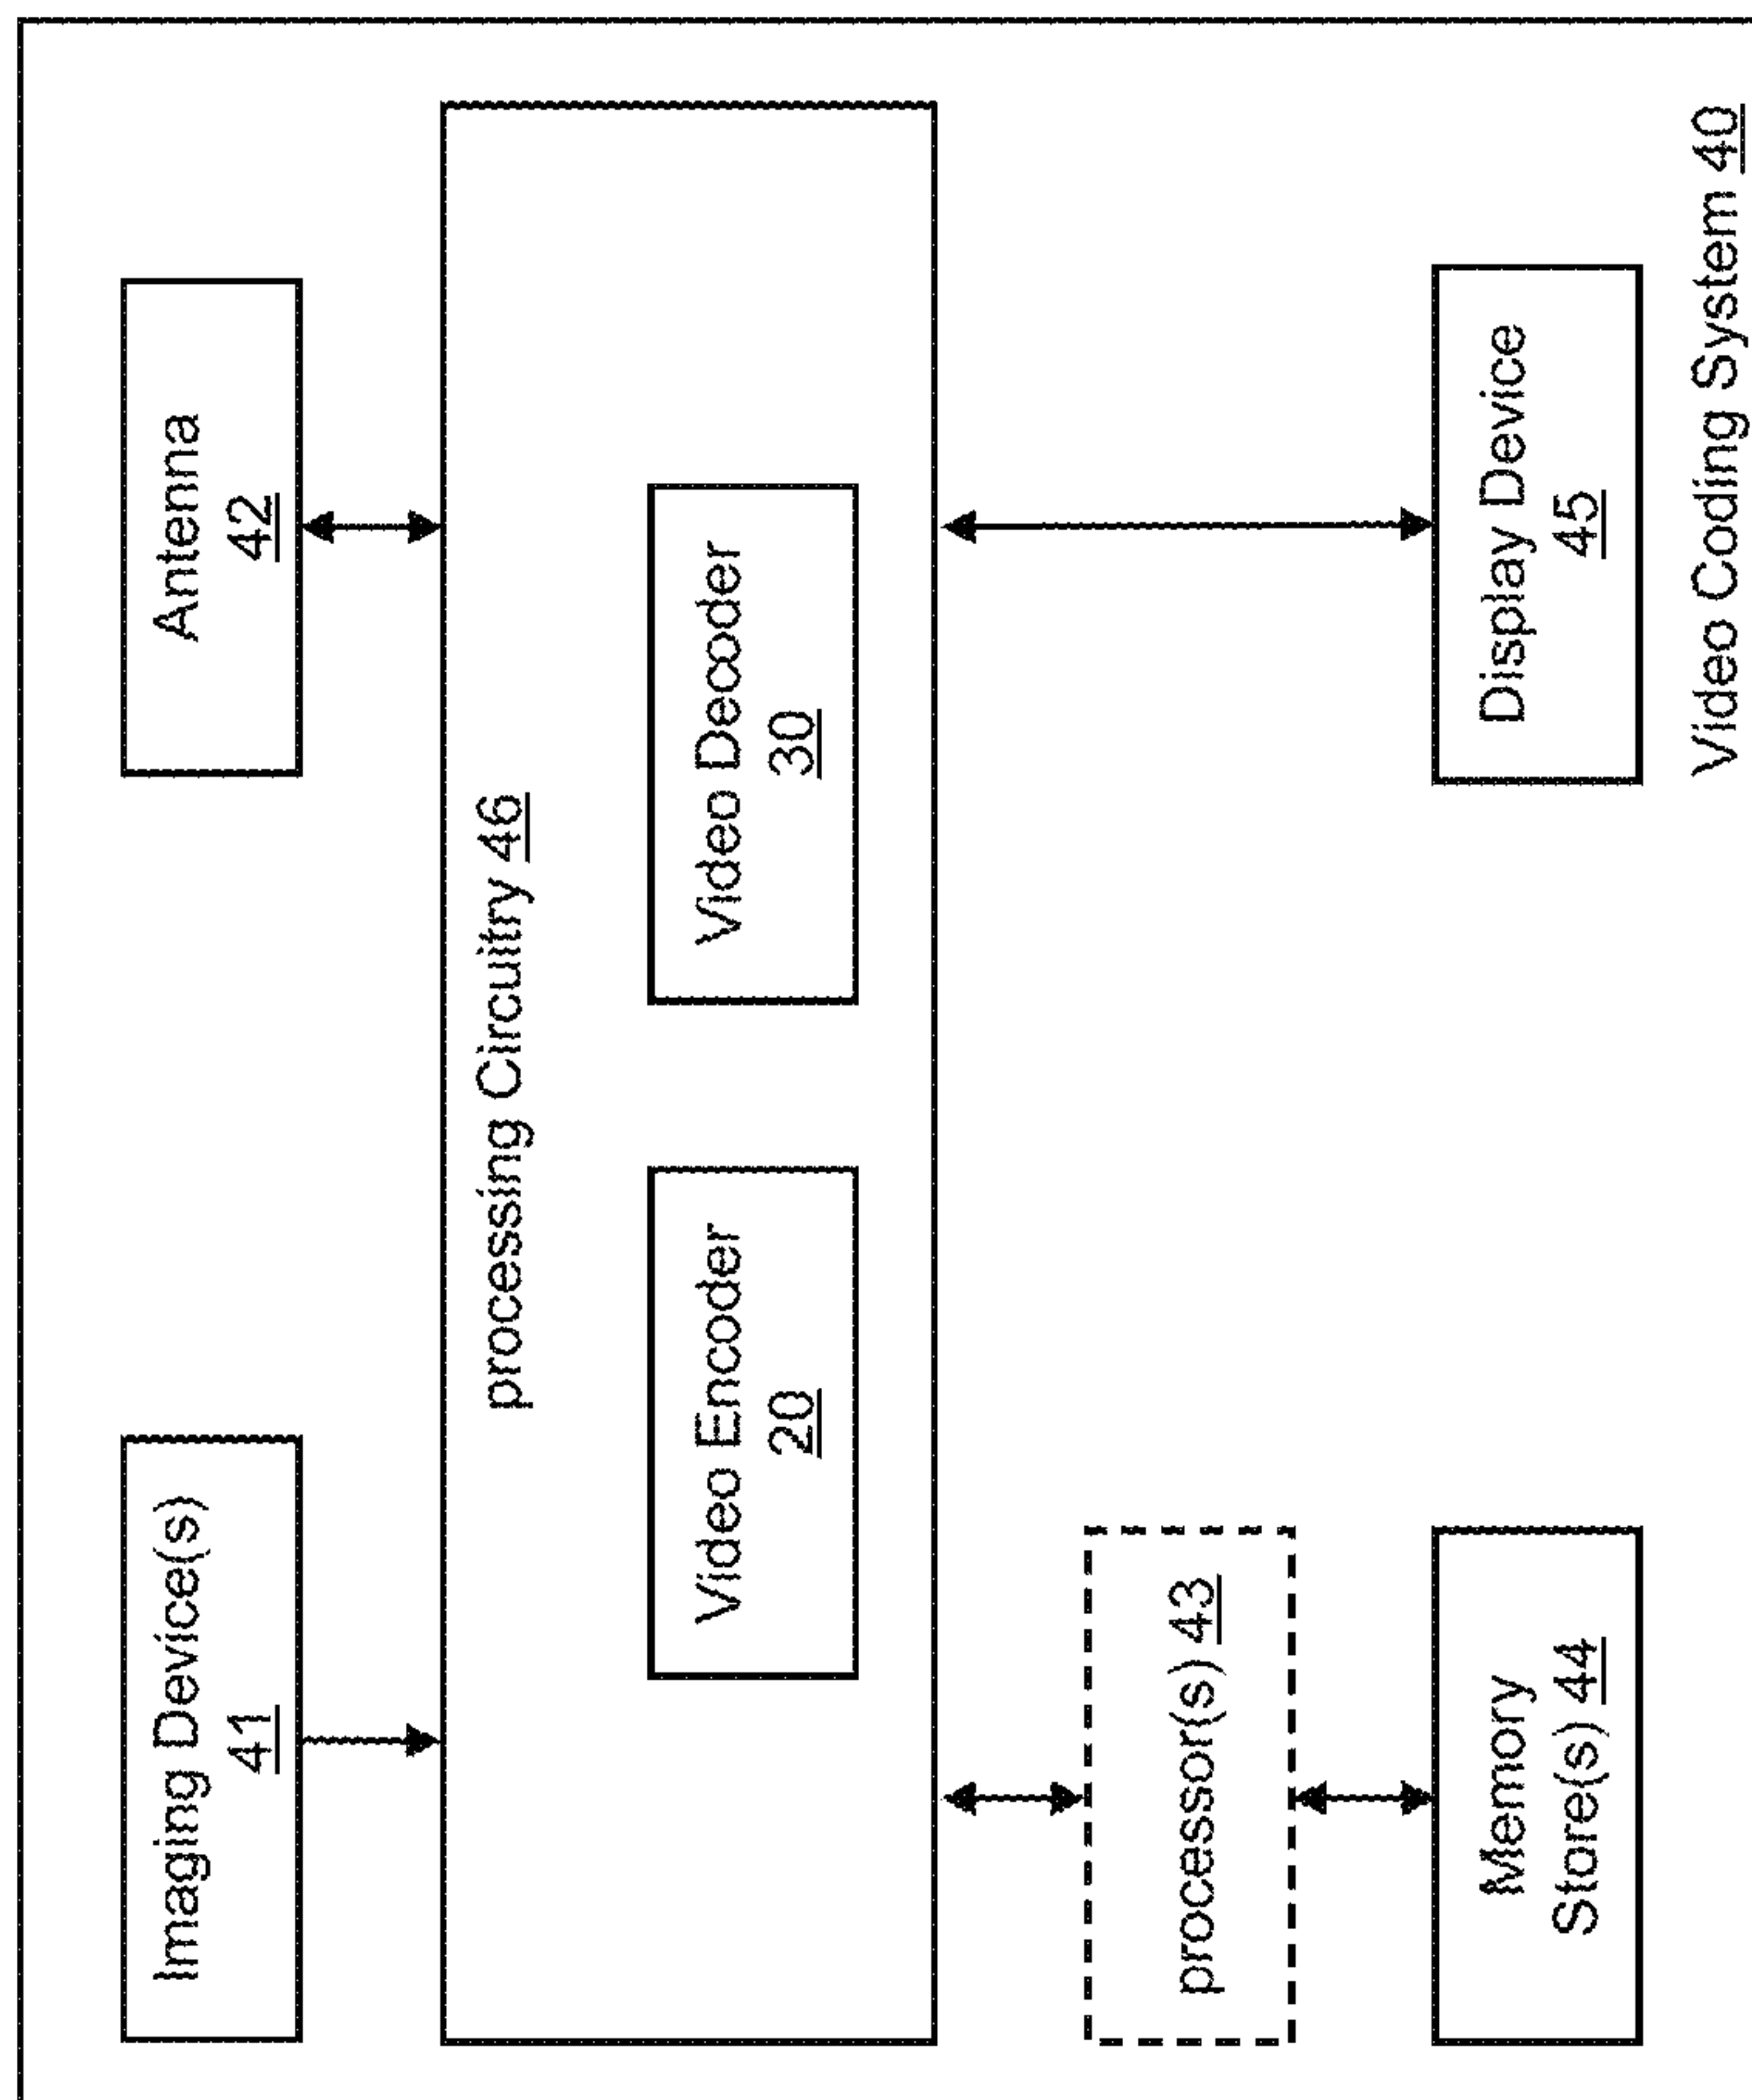 Imaging Device(s)
41
Antenna
42
processing Circuitry 46
Video Encoder
20
Video Decoder
30
processor(s) 43
Memory
Store(s) 44
Display Device
45
Video Coding System 40